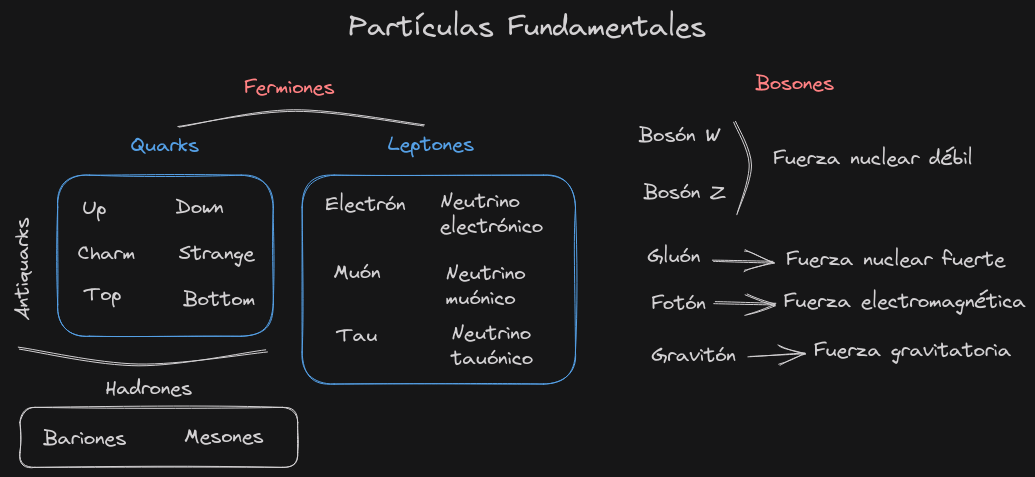 Partículas Fundamentales
Fermiones
Quarks
Leptones
Antiquarks
Up Down
Charm Strange
Top Bottom
Electrón Neutrino
electrónico
Muón Neutrino
muónico
Tau Neutrino
tauónico
Hadrones
Bariones Mesones
Bosones
Bosón W
Bosón Z
Fuerza nuclear débil
Gluón Fuerza nuclear fuerte
Fotón Fuerza electromagnética
Gravitón Fuerza gravitatoria